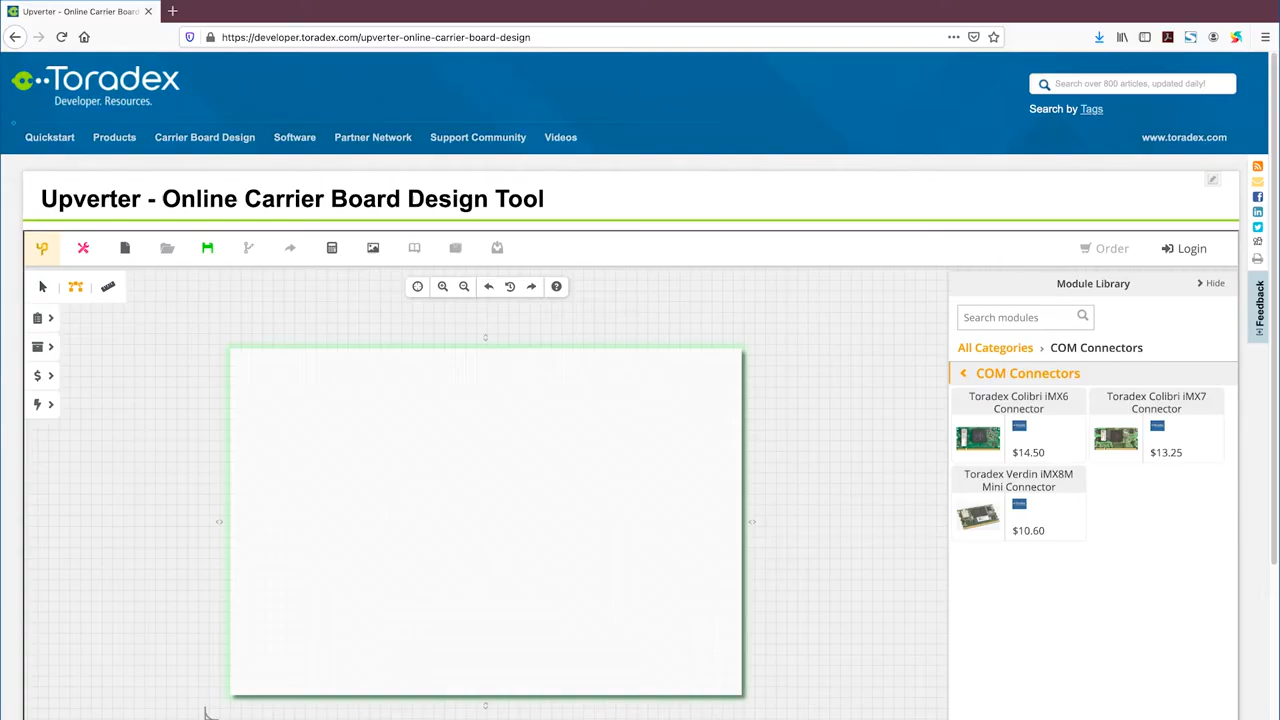 Upverter - Online Carrier Board
https://developer.toradex.com/upverter-online-carrier-board-design
Toradex
Developer. Resources.
Search over 800 articles, updated daily!
Search by Tags
Quickstart Products Carrier Board Design Software Partner Network Support Community Videos www.toradex.com
Upverter - Online Carrier Board Design Tool
Order Login
Module Library Hide
Search modules
All Categories › COM Connectors
COM Connectors
Toradex Colibri iMX6
Connector
$14.50
Toradex Colibri iMX7
Connector
$13.25
Toradex Verdin iMX8M
Mini Connector
$10.60
[+] Feedback